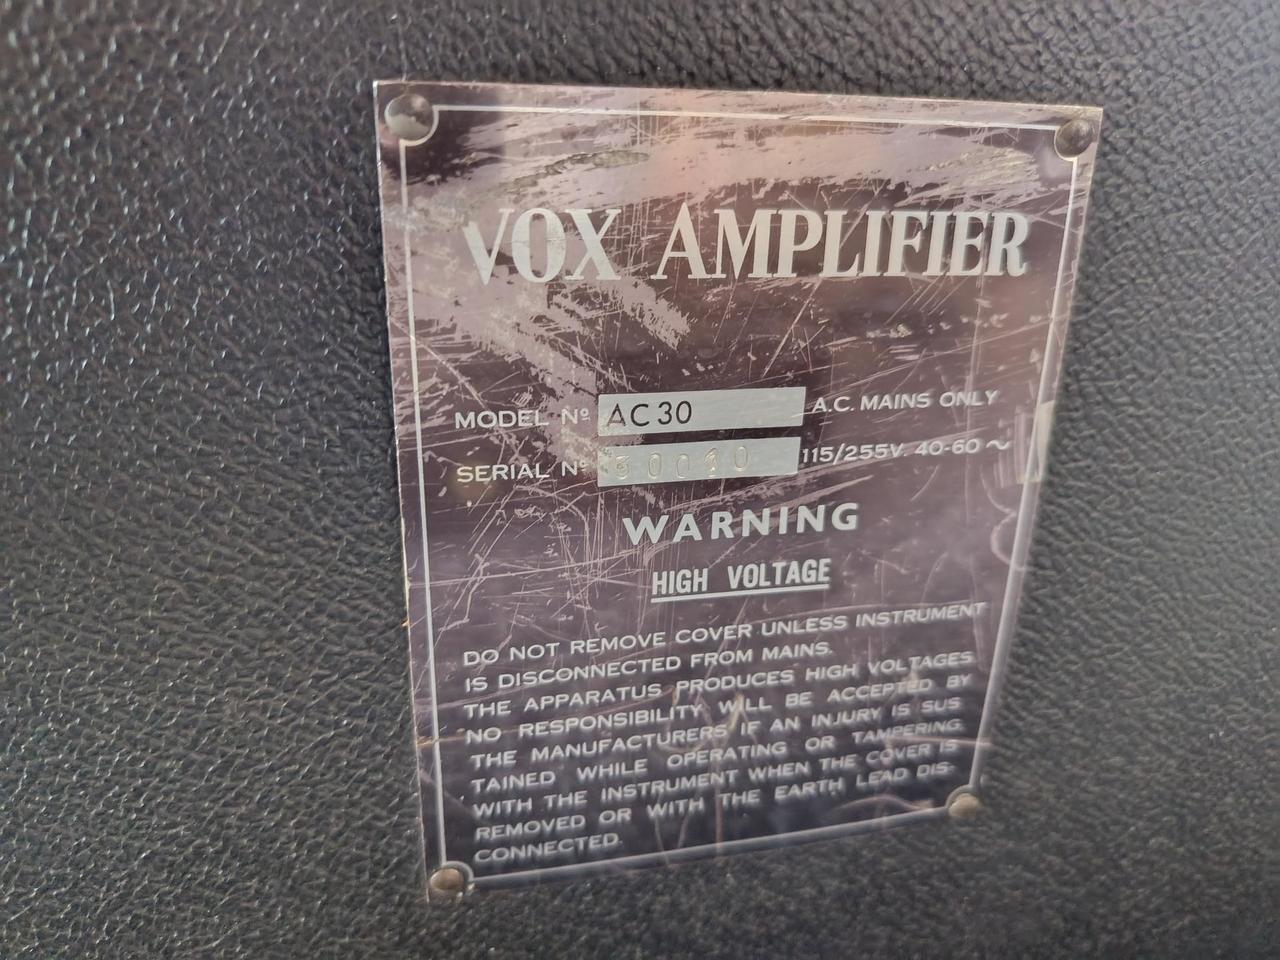 VOX AMPLIFIER
MODEL Nº AC30 A.C. MAINS ONLY
SERIAL Nº 115/255V. 40-60 ~
WARNING
HIGH VOLTAGE
DO NOT REMOVE COVER UNLESS INSTRUMENT
IS DISCONNECTED FROM MAINS.
THE APPARATUS PRODUCES HIGH VOLTAGES
NO RESPONSIBILITY WILL BE ACCEPTED BY
THE MANUFACTURERS IF AN INJURY IS SUS
TAINED WHILE OPERATING OR TAMPERING
WITH THE INSTRUMENT WHEN THE COVER IS
REMOVED OR WITH THE EARTH LEAD DIS-
CONNECTED.